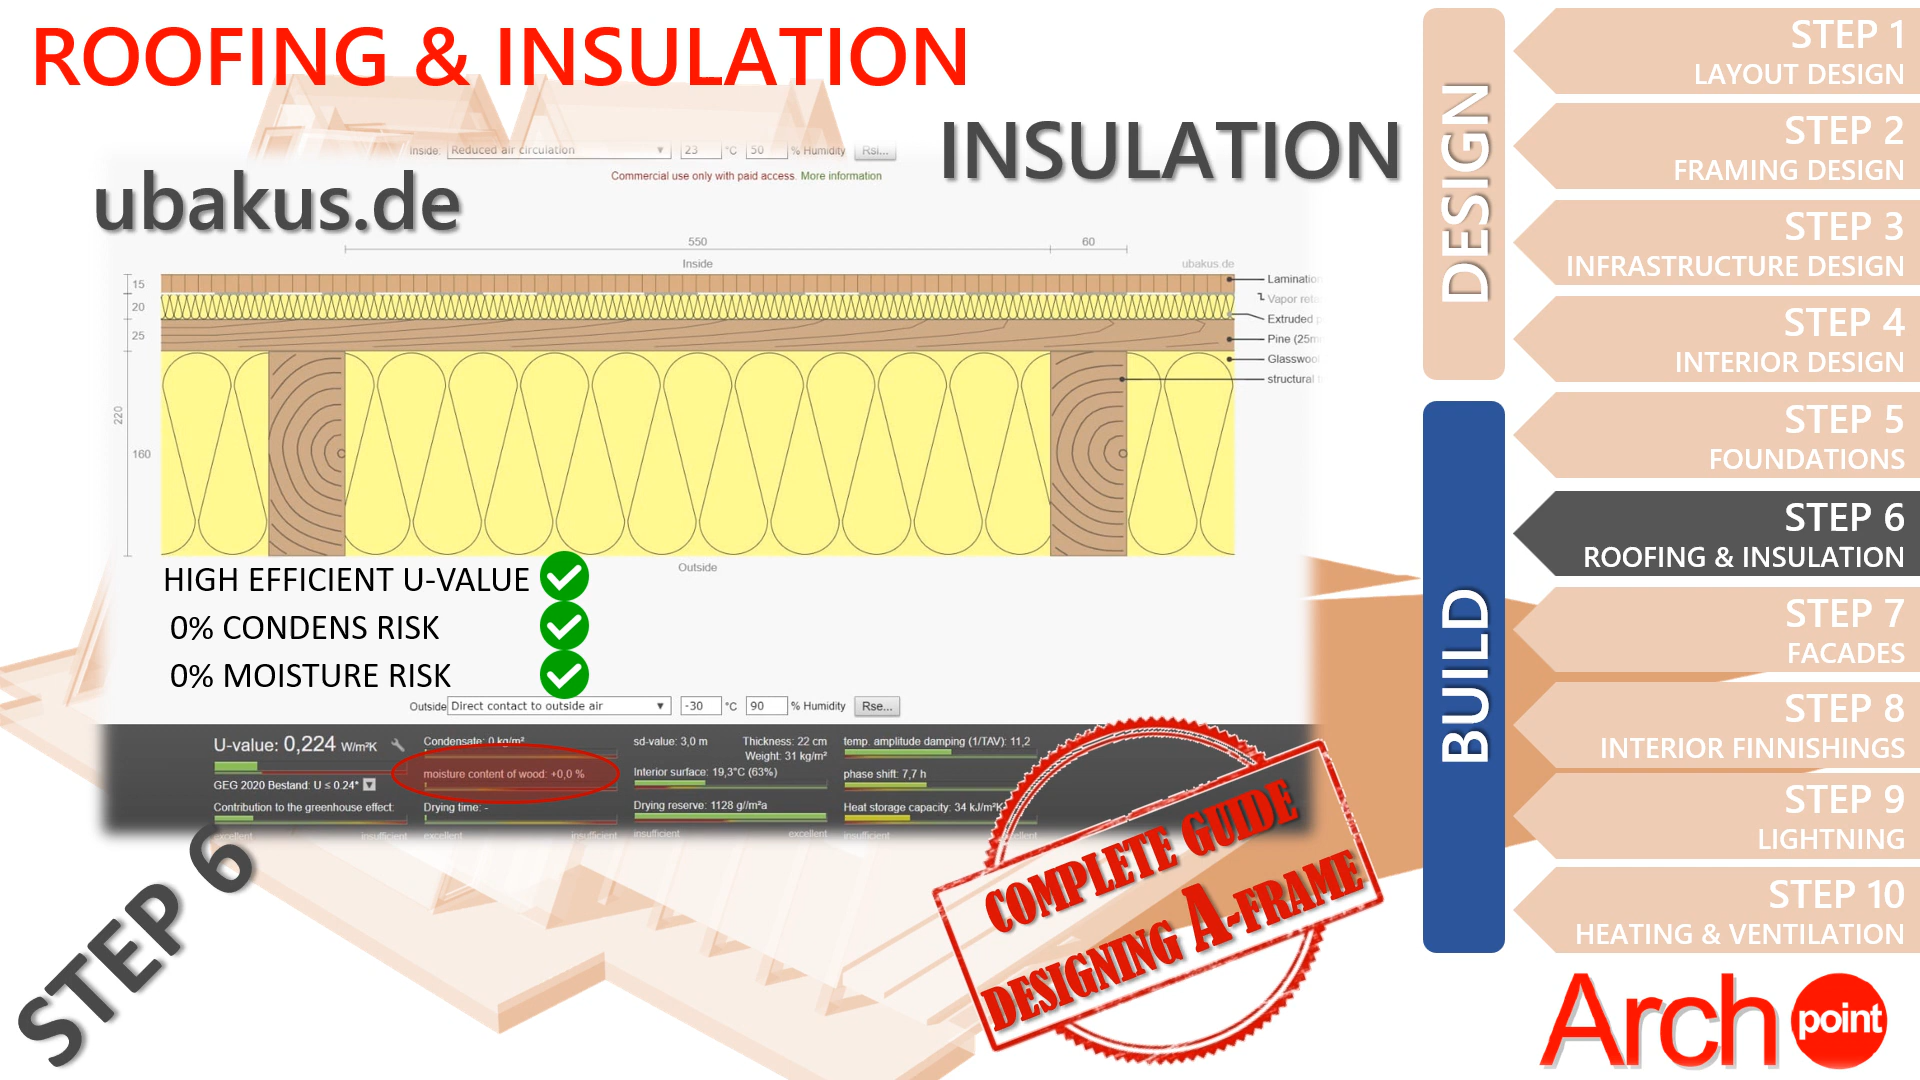 ROOFING & INSULATION
INSULATION
ubakus.de
Inside: Reduced air circulation 23 °C 50 % Humidity Rsi...
Commercial use only with paid access. More information
550
60
Inside
ubakus.de
15
20
25
220
160
Lamination
Vapor
Extruded
Pine (25m
Glasswool
structural
Outside
HIGH EFFICIENT U-VALUE
0% CONDENS RISK
0% MOISTURE RISK
Outside Direct contact to outside air -30 °C 90 % Humidity Rse...
U-value: 0,224 W/m²K
GEG 2020 Bestand: U ≤ 0.24*
Contribution to the greenhouse effect:
excellent insufficient
Condensate: 0 kg/m²
moisture content of wood: +0,0 %
Drying time: -
excellent insufficient
sd-value: 3,0 m
Thickness: 22 cm
Weight: 31 kg/m²
Interior surface: 19,3°C (63%)
Drying reserve: 1128 g/m²a
insufficient excellent
temp. amplitude damping (1/TAV): 11,2
phase shift: 7,7 h
Heat storage capacity: 34 kJ/m²K
insufficient
STEP 6
COMPLETE GUIDE
DESIGNING A-FRAME
DESIGN
STEP 1
LAYOUT DESIGN
STEP 2
FRAMING DESIGN
STEP 3
INFRASTRUCTURE DESIGN
STEP 4
INTERIOR DESIGN
BUILD
STEP 5
FOUNDATIONS
STEP 6
ROOFING & INSULATION
STEP 7
FACADES
STEP 8
INTERIOR FINNISHINGS
STEP 9
LIGHTNING
STEP 10
HEATING & VENTILATION
Arch point